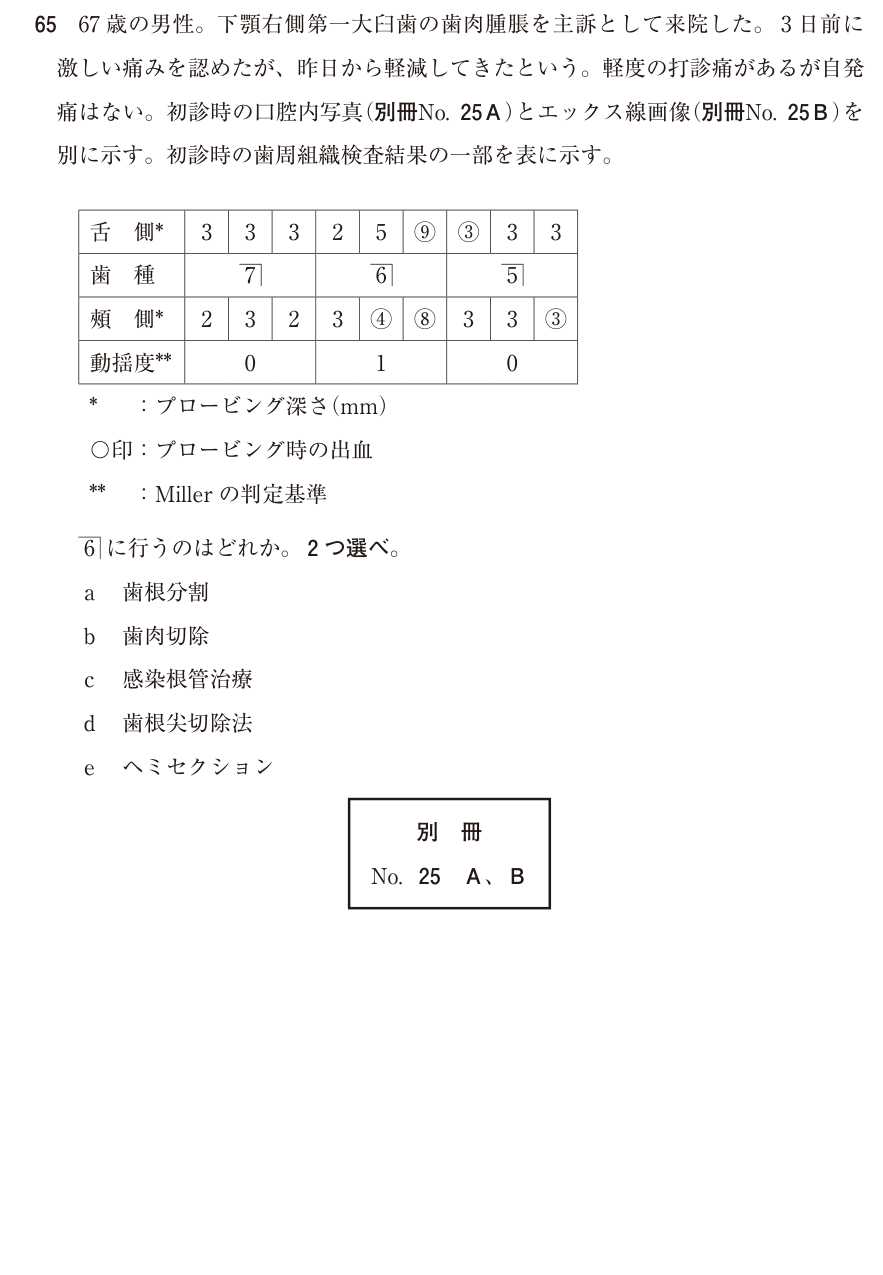 65 67歳の男性。下顎右側第一大臼歯の歯肉腫脹を主訴として来院した。3日前に
激しい痛みを認めたが、昨日から軽減してきたという。軽度の打診痛があるが自発
痛はない。初診時の口腔内写真(別冊No. 25A)とエックス線画像(別冊No. 25B)を
別に示す。初診時の歯周組織検査結果の一部を表に示す。
舌 側* 3 3 3 2 5 ⑨ ③ 3 3
歯 種 7 6 5
頰 側* 2 3 2 3 ④ ⑧ 3 3 ③
動揺度** 0 1 0
* :プロービング深さ(mm)
○印:プロービング時の出血
** :Millerの判定基準
6に行うのはどれか。2つ選べ。
a 歯根分割
b 歯肉切除
c 感染根管治療
d 歯根尖切除法
e ヘミセクション
別 冊
No. 25 A、B